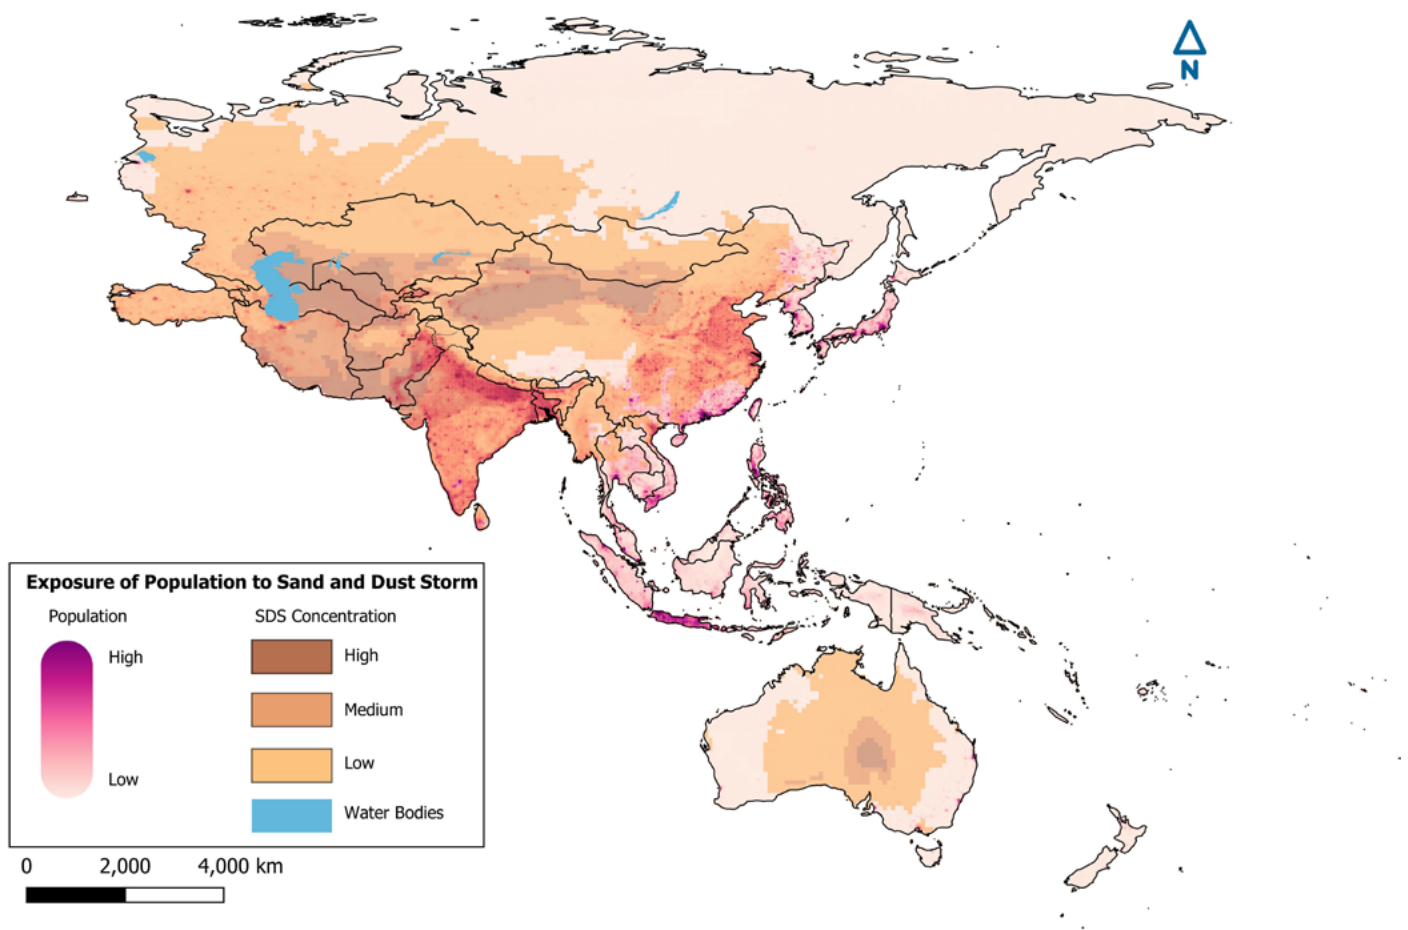 N
Exposure of Population to Sand and Dust Storm
Population
SDS Concentration
High
High
Medium
Low
Low
Water Bodies
0 2,000 4,000 km